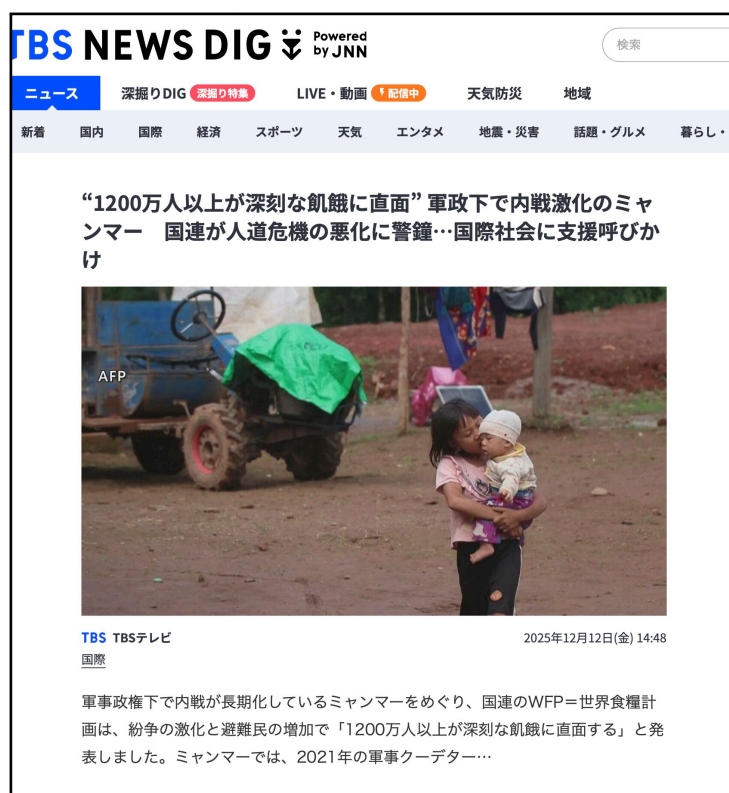 TBS NEWS DIG Powered by JNN
検索
ニュース 深掘りDIG 深掘り特集 LIVE・動画 配信中 天気防災 地域
新着 国内 国際 経済 スポーツ 天気 エンタメ 地震・災害 話題・グルメ 暮らし・
“1200万人以上が深刻な飢餓に直面” 軍政下で内戦激化のミャ
ンマー　国連が人道危機の悪化に警鐘…国際社会に支援呼びか
け
AFP
TBS TBSテレビ 2025年12月12日(金) 14:48
国際
軍事政権下で内戦が長期化しているミャンマーをめぐり、国連のWFP＝世界食糧計
画は、紛争の激化と避難民の増加で「1200万人以上が深刻な飢餓に直面する」と発
表しました。ミャンマーでは、2021年の軍事クーデター…